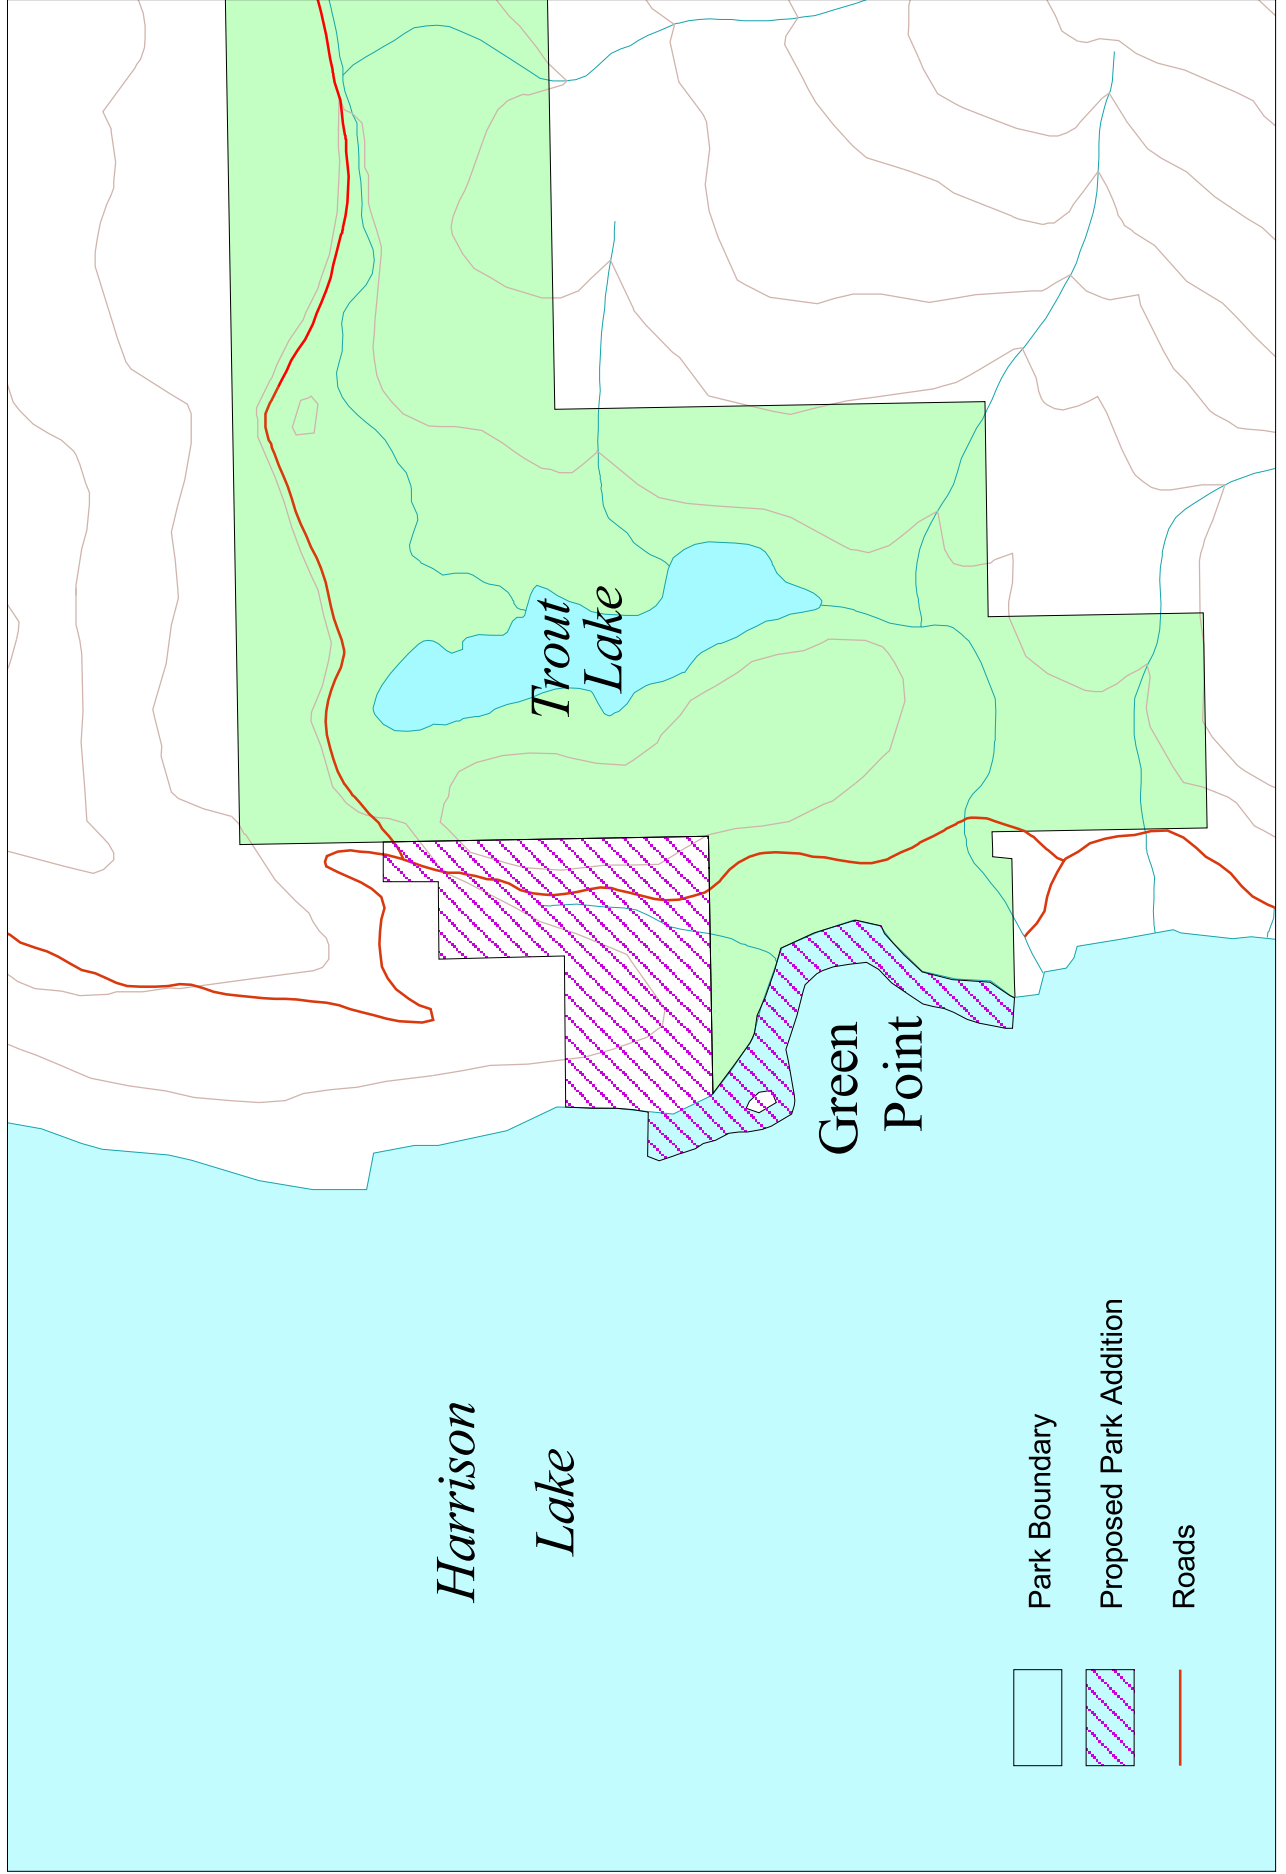 Trout
Lake
Green
Point
Harrison
Lake
Park Boundary
Proposed Park Addition
Roads